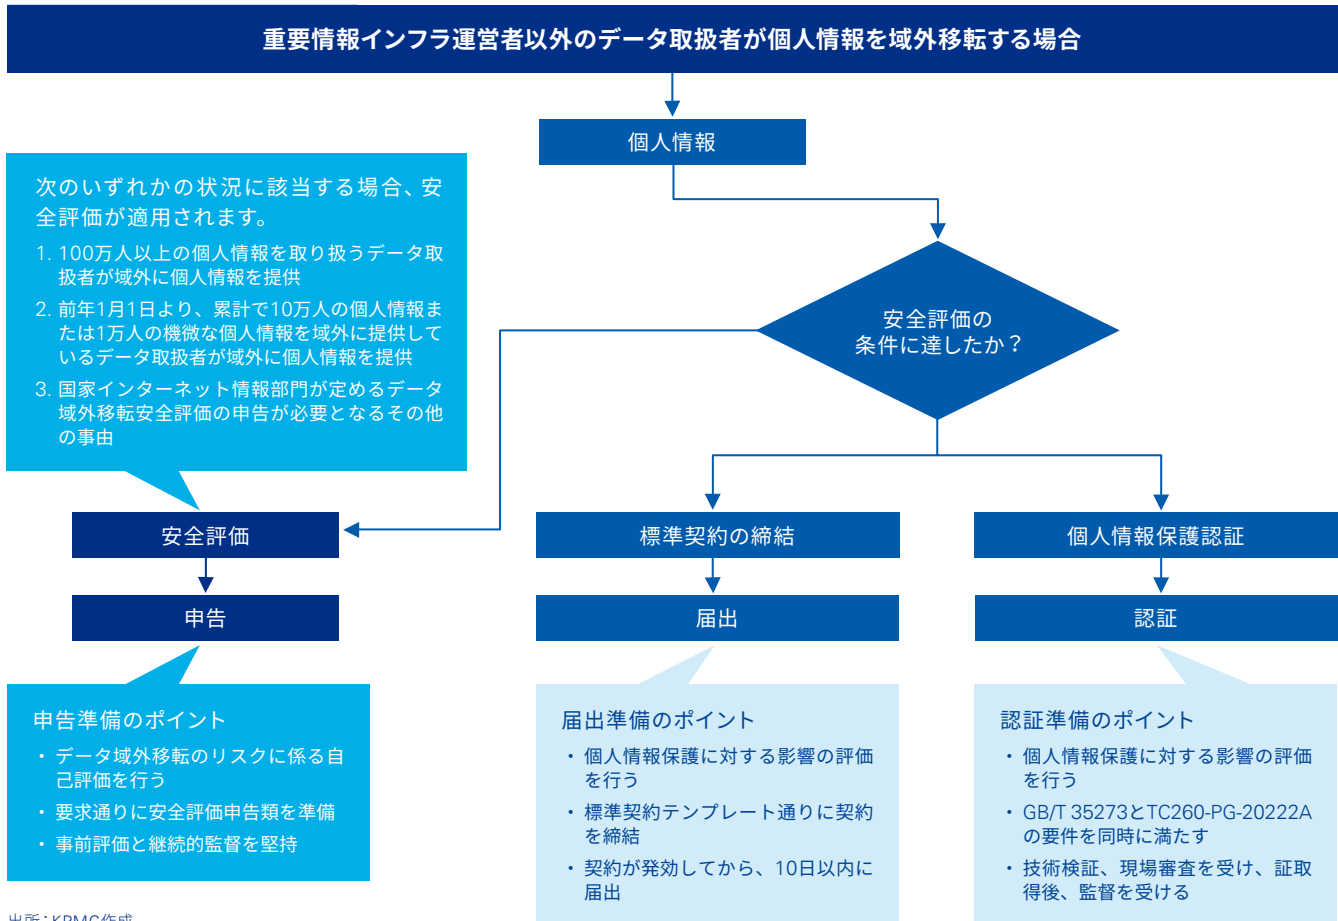 重要情報インフラ運営者以外のデータ取扱者が個人情報を域外移転する場合
個人情報
次のいずれかの状況に該当する場合、安
全評価が適用されます。
1. 100万人以上の個人情報を取り扱うデータ取
扱者が域外に個人情報を提供
2. 前年1月1日より、累計で10万人の個人情報ま
たは1万人の機微な個人情報を域外に提供して
いるデータ取扱者が域外に個人情報を提供
3. 国家インターネット情報部門が定めるデータ
域外移転安全評価の申告が必要となるその他
の事由
安全評価の
条件に達したか？
安全評価
標準契約の締結
個人情報保護認証
申告
届出
認証
申告準備のポイント
・データ域外移転のリスクに係る自
己評価を行う
・要求通りに安全評価申告類を準備
・事前評価と継続的監督を堅持
届出準備のポイント
・個人情報保護に対する影響の評価
を行う
・標準契約テンプレート通りに契約
を締結
・契約が発効してから、10日以内に
届出
認証準備のポイント
・個人情報保護に対する影響の評価
を行う
・GB/T 35273とTC260-PG-20222A
の要件を同時に満たす
・技術検証、現場審査を受け、証取
得後、監督を受ける
出所：KPMG作成